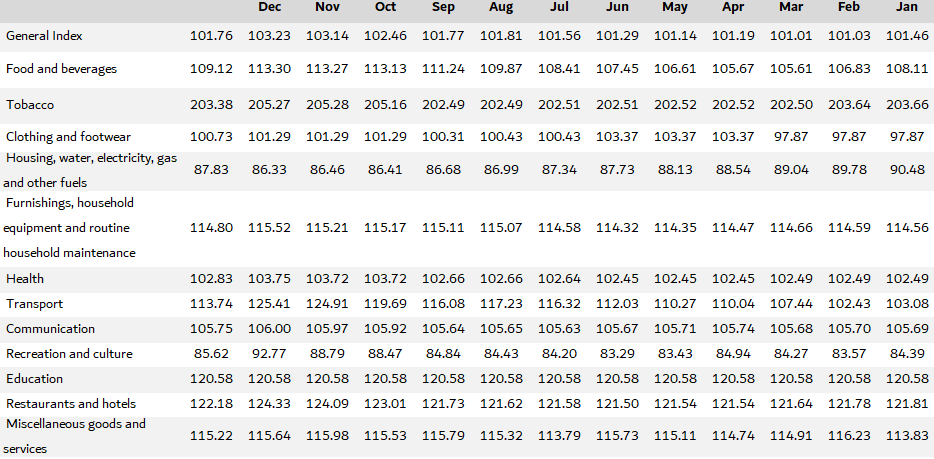 Dec Nov Oct Sep Aug Jul Jun May Apr Mar Feb Jan
General Index 101.76 103.23 103.14 102.46 101.77 101.81 101.56 101.29 101.14 101.19 101.01 101.03 101.46
Food and beverages 109.12 113.30 113.27 113.13 111.24 109.87 108.41 107.45 106.61 105.67 105.61 106.83 108.11
Tobacco 203.38 205.27 205.28 205.16 202.49 202.49 202.51 202.51 202.52 202.52 202.50 203.64 203.66
Clothing and footwear 100.73 101.29 101.29 101.29 100.31 100.43 100.43 103.37 103.37 103.37 97.87 97.87 97.87
Housing, water, electricity, gas
and other fuels 87.83 86.33 86.46 86.41 86.68 86.99 87.34 87.73 88.13 88.54 89.04 89.78 90.48
Furnishings, household
equipment and routine 114.80 115.52 115.21 115.17 115.11 115.07 114.58 114.32 114.35 114.47 114.66 114.59 114.56
household maintenance
Health 102.83 103.75 103.72 103.72 102.66 102.66 102.64 102.45 102.45 102.45 102.49 102.49 102.49
Transport 113.74 125.41 124.91 119.69 116.08 117.23 116.32 112.03 110.27 110.04 107.44 102.43 103.08
Communication 105.75 106.00 105.97 105.92 105.64 105.65 105.63 105.67 105.71 105.74 105.68 105.70 105.69
Recreation and culture 85.62 92.77 88.79 88.47 84.84 84.43 84.20 83.29 83.43 84.94 84.27 83.57 84.39
Education 120.58 120.58 120.58 120.58 120.58 120.58 120.58 120.58 120.58 120.58 120.58 120.58 120.58
Restaurants and hotels 122.18 124.33 124.09 123.01 121.73 121.62 121.58 121.50 121.54 121.54 121.64 121.78 121.81
Miscellaneous goods and
services 115.22 115.64 115.98 115.53 115.79 115.32 113.79 115.73 115.11 114.74 114.91 116.23 113.83